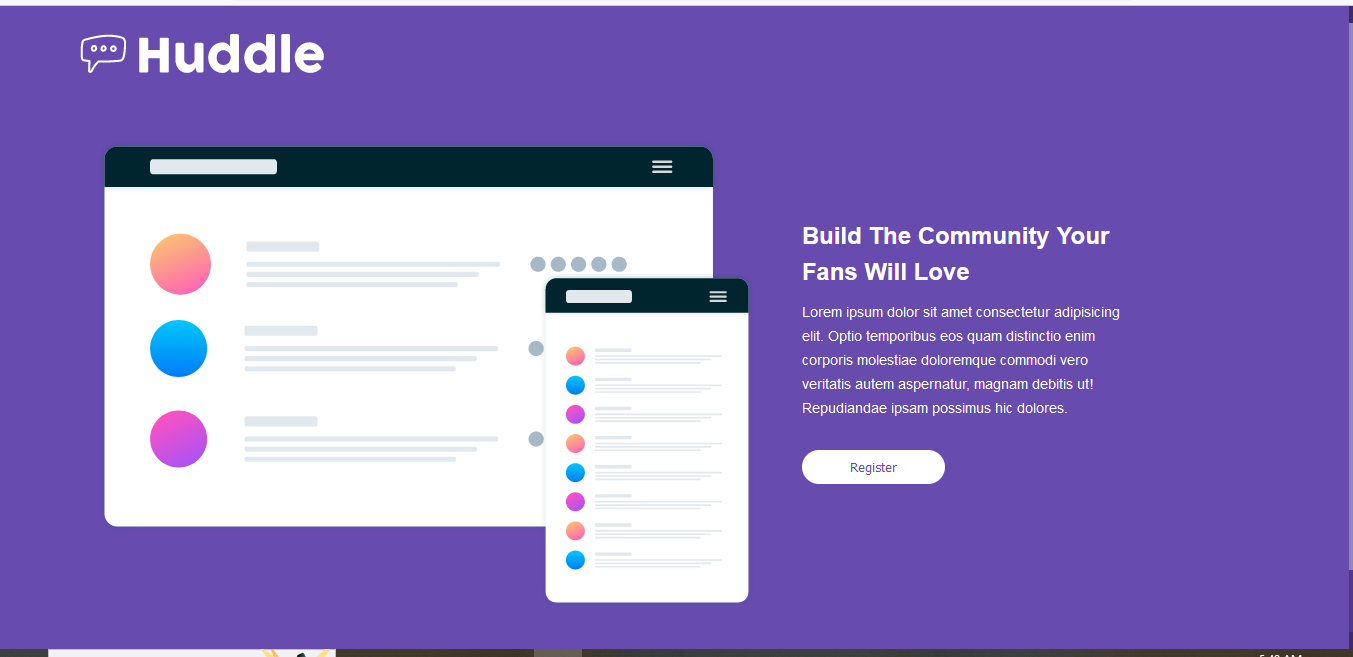 Huddle
Build The Community Your
Fans Will Love
Lorem ipsum dolor sit amet consectetur adipisicing
elit. Optio temporibus eos quam distinctio enim
corporis molestiae doloremque commodi vero
veritatis autem aspernatur, magnam debitis ut!
Repudiandae ipsam possimus hic dolores.
Register